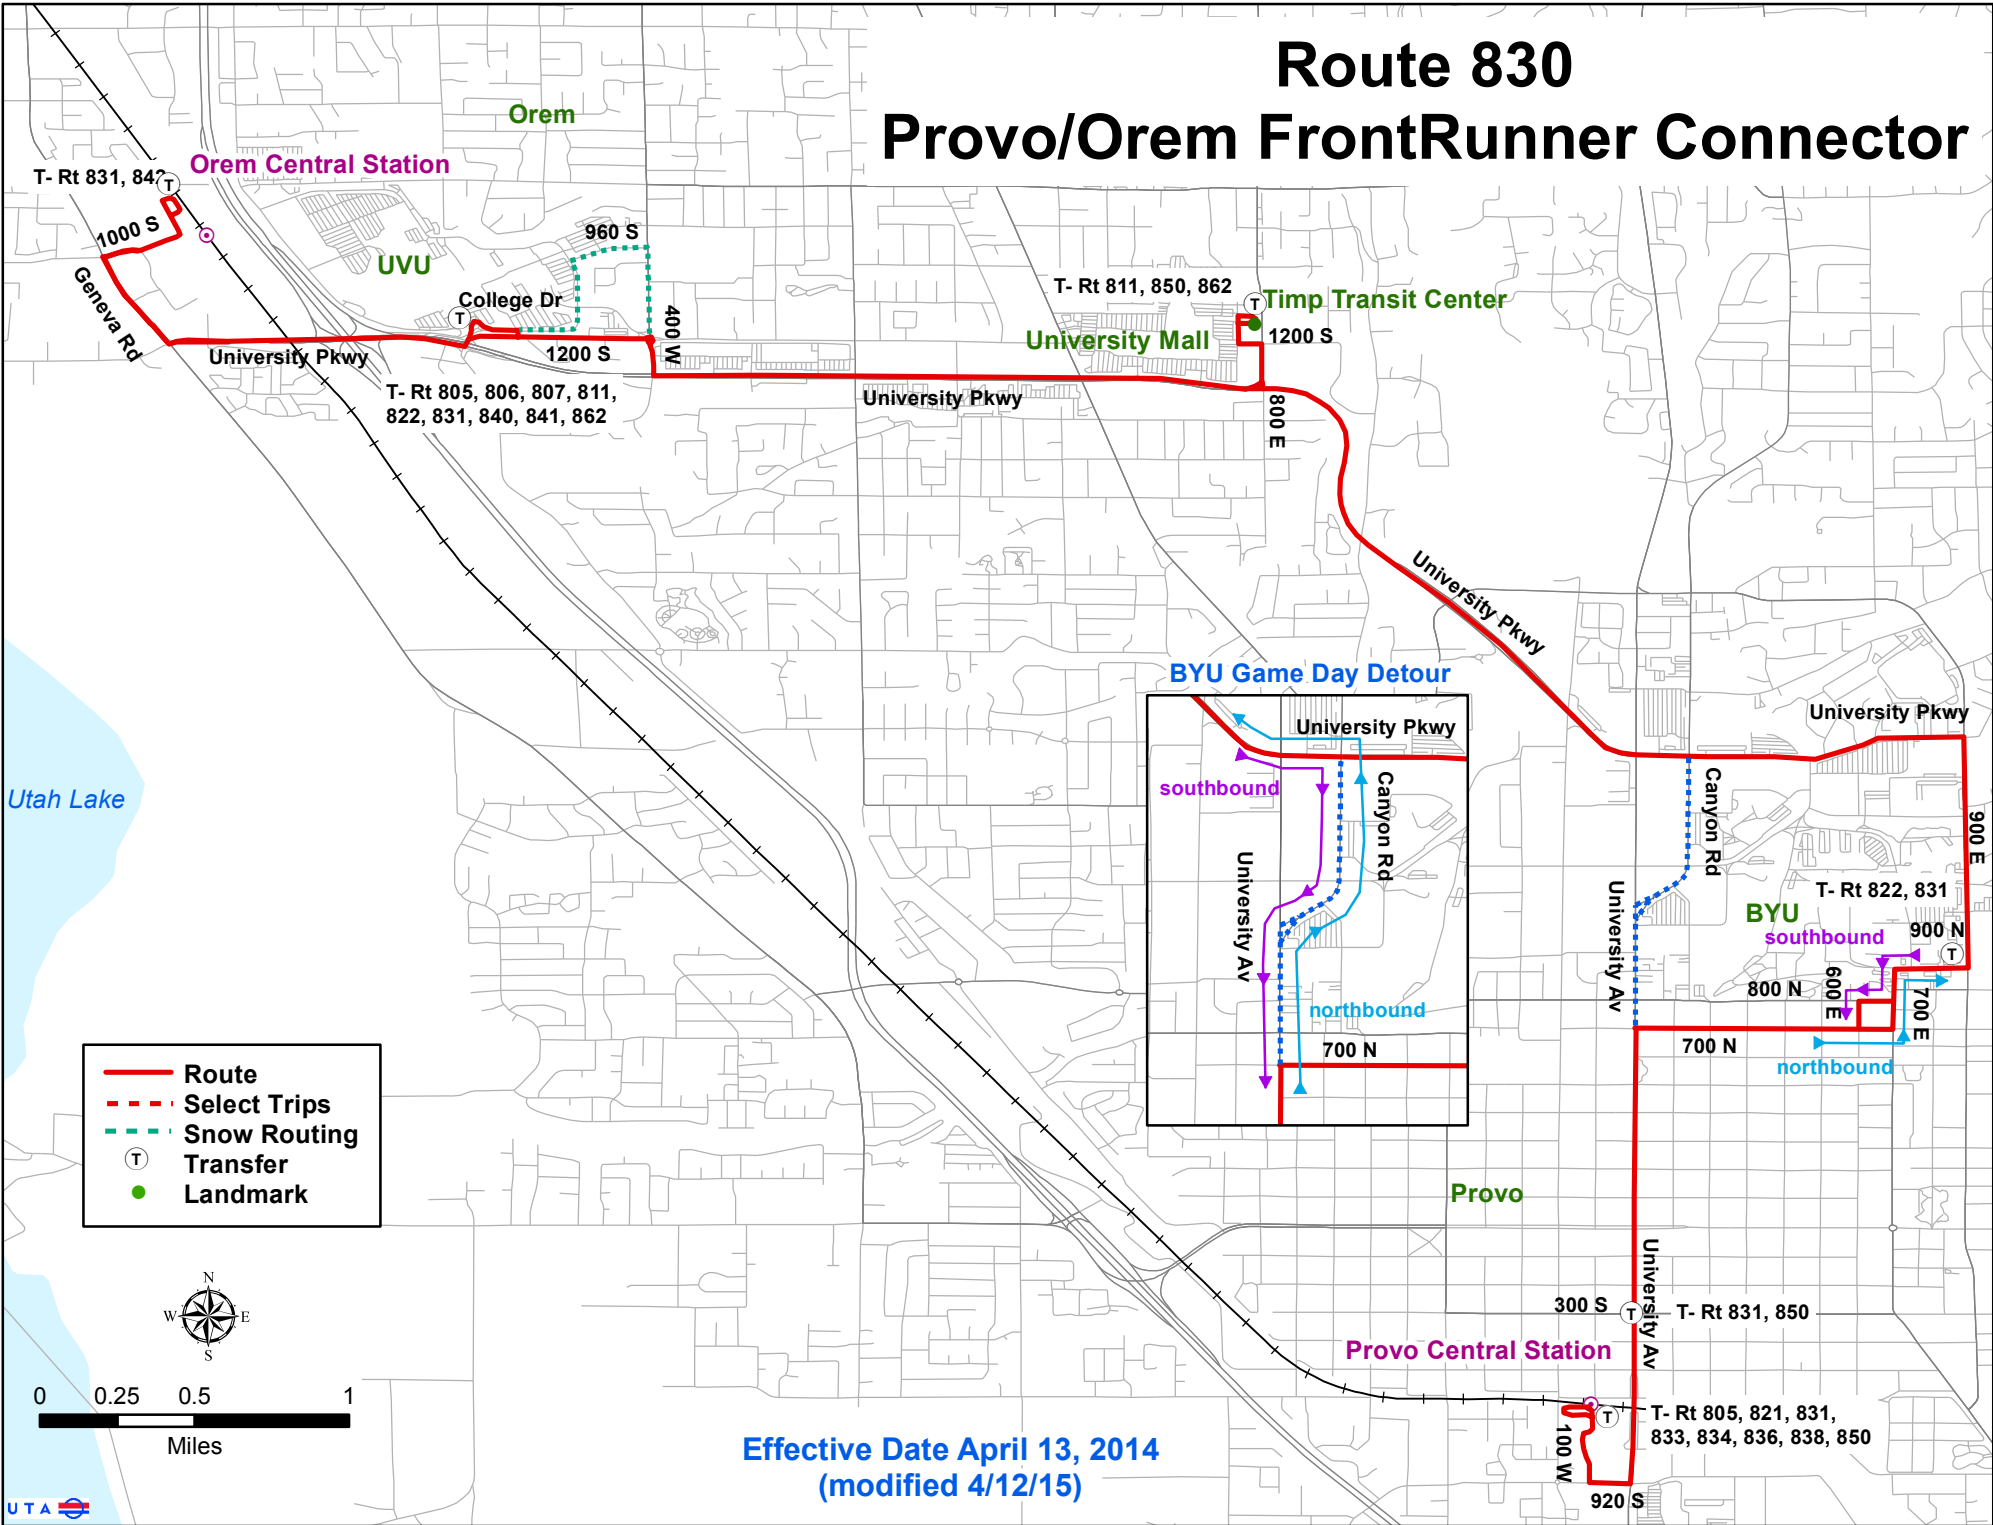 Route 830
Provo/Orem FrontRunner Connector
Orem
Orem Central Station
T- Rt 831, 842
T
1000 S
960 S
UVU
Geneva Rd
College Dr
T
400 W
University Pkwy
1200 S
T- Rt 805, 806, 807, 811,
822, 831, 840, 841, 862
T- Rt 811, 850, 862
T
Timp Transit Center
University Mall
1200 S
University Pkwy
800 E
University Pkwy
BYU Game Day Detour
University Pkwy
southbound
Canyon Rd
University Av
northbound
700 N
University Pkwy
Canyon Rd
900 E
T- Rt 822, 831
University Av
BYU
southbound
900 N
T
800 N
600 E
700 E
700 N
northbound
Utah Lake
Route
Select Trips
Snow Routing
T
Transfer
Landmark
Provo
300 S
T
University Av
T- Rt 831, 850
Provo Central Station
T
T- Rt 805, 821, 831,
833, 834, 836, 838, 850
100 W
920 S
N
W
E
S
0 0.25 0.5 1
Miles
Effective Date April 13, 2014
(modified 4/12/15)
UTA